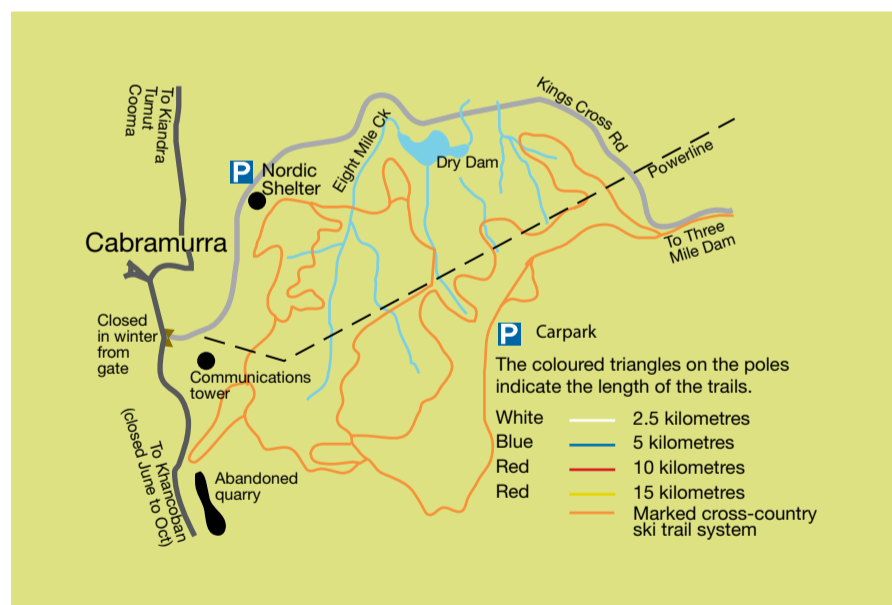 To Kiandra
Tumut
Cooma
P
Nordic
Shelter
Eight Mile Ck
Dry Dam
Kings Cross Rd
Powerline
To Three
Mile Dam
Cabramurra
Closed
in winter
from
gate
Communications
tower
To Khancoban
(closed June to Oct)
Abandoned
quarry
P Carpark
The coloured triangles on the poles
indicate the length of the trails.
White 2.5 kilometres
Blue 5 kilometres
Red 10 kilometres
Red 15 kilometres
Marked cross-country
ski trail system